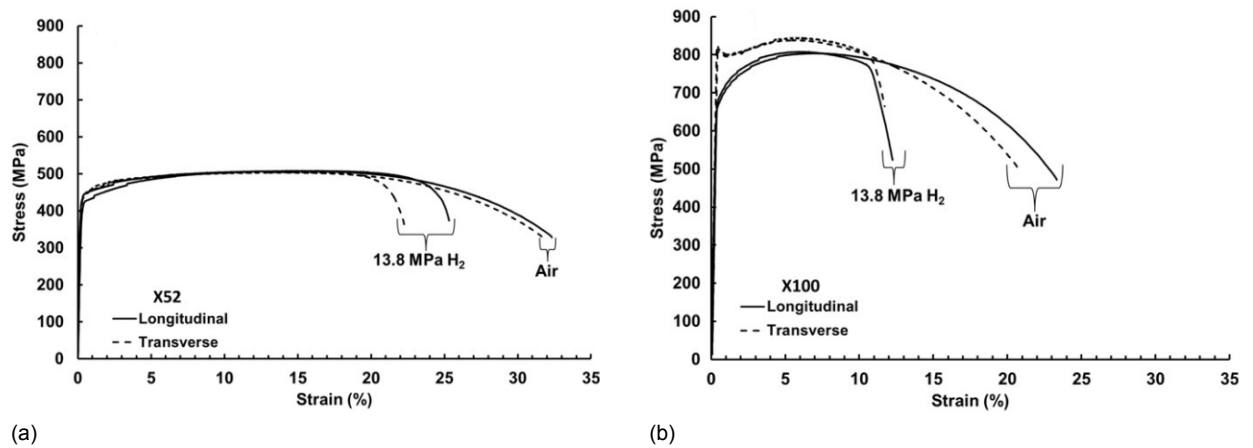 (a)
900
800
700
600
500
400
300
200
100
0
Stress (MPa)
13.8 MPa H₂
Air
X52
Longitudinal
Transverse
0 5 10 15 20 25 30 35
Strain (%)
(b)
900
800
700
600
500
400
300
200
100
0
Stress (MPa)
13.8 MPa H₂
Air
X100
Longitudinal
Transverse
0 5 10 15 20 25 30 35
Strain (%)